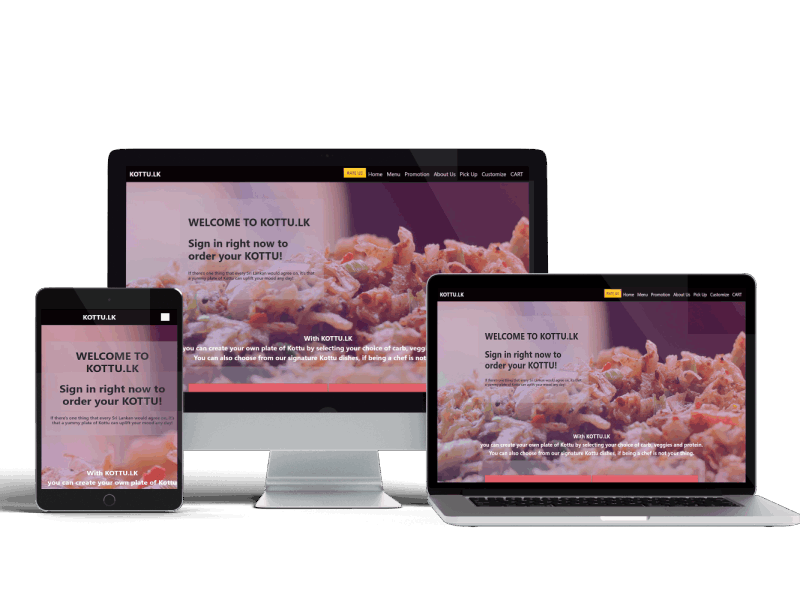 KOTTU.LK
RATE US Home Menu Promotion About Us Pick Up Customize CART
WELCOME TO KOTTU.LK
Sign in right now to
order your KOTTU!
If there's one thing that every Sri Lankan would agree on, it's that
a yummy plate of Kottu can uplift your mood any day!
With KOTTU.LK
you can create your own plate of Kottu by selecting your choice of carb, veggies
You can also choose from our signature Kottu dishes, if being a chef is not
KOTTU.LK
WELCOME TO
KOTTU.LK
Sign in right now to
order your KOTTU!
If there's one thing that every Sri Lankan would agree on, it's
that a yummy plate of Kottu can uplift your mood any day!
With KOTTU.LK
you can create your own plate of Kottu
KOTTU.LK
RATE US Home Menu Promotion About Us Pick Up Customize CART
WELCOME TO KOTTU.LK
Sign in right now to
order your KOTTU!
If there's one thing that every Sri Lankan would agree on, it's that
a yummy plate of Kottu can uplift your mood any day!
With KOTTU.LK
you can create your own plate of Kottu by selecting your choice of carb, veggies and protein.
You can also choose from our signature Kottu dishes, if being a chef is not your thing.